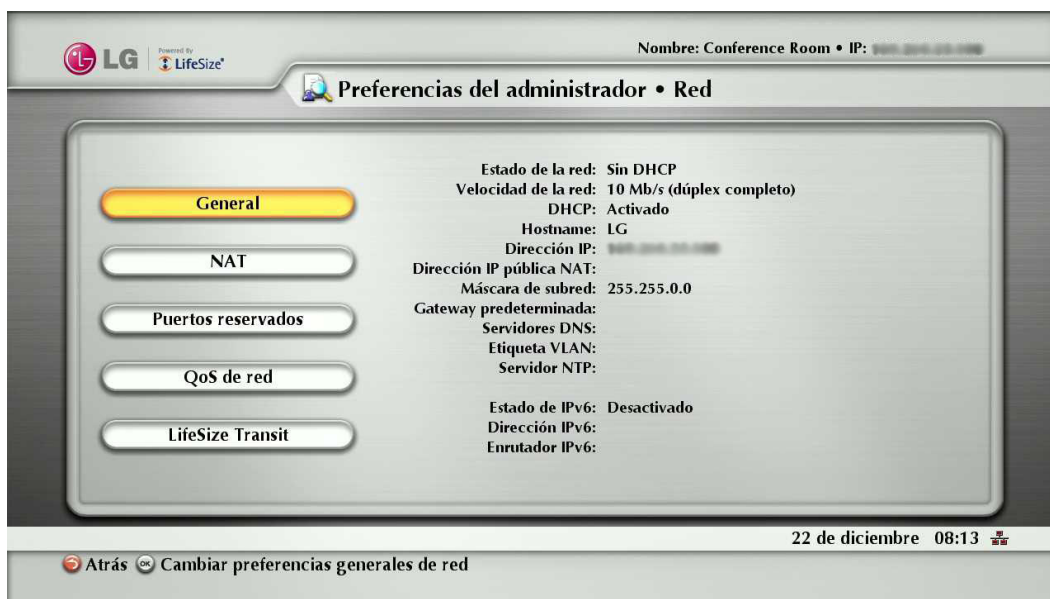 LG
Powered By
LifeSize
Nombre: Conference Room • IP:
Preferencias del administrador • Red
General
NAT
Puertos reservados
QoS de red
LifeSize Transit
Estado de la red: Sin DHCP
Velocidad de la red: 10 Mb/s (dúplex completo)
DHCP: Activado
Hostname: LG
Dirección IP:
Dirección IP pública NAT:
Máscara de subred: 255.255.0.0
Gateway predeterminada:
Servidores DNS:
Etiqueta VLAN:
Servidor NTP:
Estado de IPv6: Desactivado
Dirección IPv6:
Enrutador IPv6:
22 de diciembre 08:13
Atrás OK Cambiar preferencias generales de red